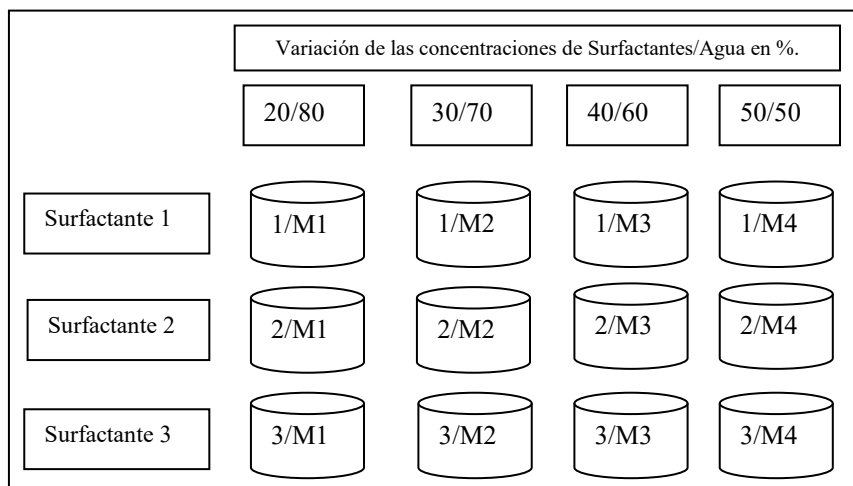 Variación de las concentraciones de Surfactantes/Agua en %.
20/80 30/70 40/60 50/50
Surfactante 1 1/M1 1/M2 1/M3 1/M4
Surfactante 2 2/M1 2/M2 2/M3 2/M4
Surfactante 3 3/M1 3/M2 3/M3 3/M4